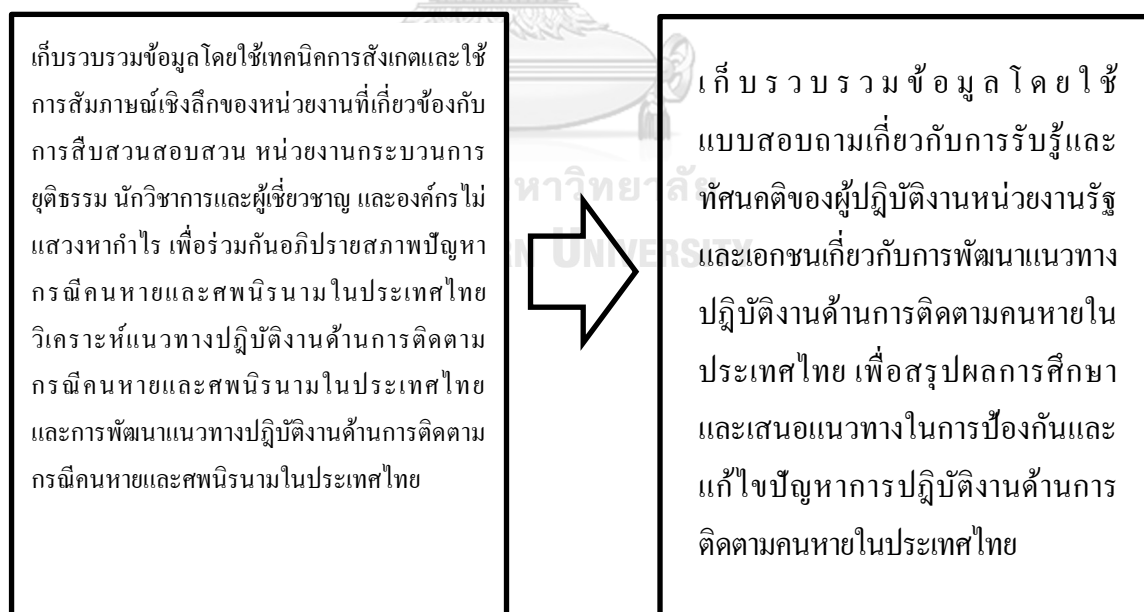 เก็บรวบรวมข้อมูลโดยใช้เทคนิคการสังเกตและใช้
การสัมภาษณ์เชิงลึกของหน่วยงานที่เกี่ยวข้องกับ
การสืบสวนสอบสวน หน่วยงานกระบวนการ
ยุติธรรม นักวิชาการและผู้เชี่ยวชาญ และองค์กรไม่
แสวงหากำไร เพื่อร่วมกันอภิปรายสภาพปัญหา
กรณีคนหายและศพนิรนามในประเทศไทย
วิเคราะห์แนวทางปฏิบัติงานด้านการติดตาม
กรณีคนหายและศพนิรนามในประเทศไทย
และการพัฒนาแนวทางปฏิบัติงานด้านการติดตาม
กรณีคนหายและศพนิรนามในประเทศไทย
เก็บรวบรวมข้อมูลโดยใช้
แบบสอบถามเกี่ยวกับการรับรู้และ
ทัศนคติของผู้ปฏิบัติงานหน่วยงานรัฐ
และเอกชนเกี่ยวกับการพัฒนาแนวทาง
ปฏิบัติงานด้านการติดตามคนหายใน
ประเทศไทย เพื่อสรุปผลการศึกษา
และเสนอแนวทางในการป้องกันและ
แก้ไขปัญหาการปฏิบัติงานด้านการ
ติดตามคนหายในประเทศไทย
หาวิทยาลัย
UNIVERSITY